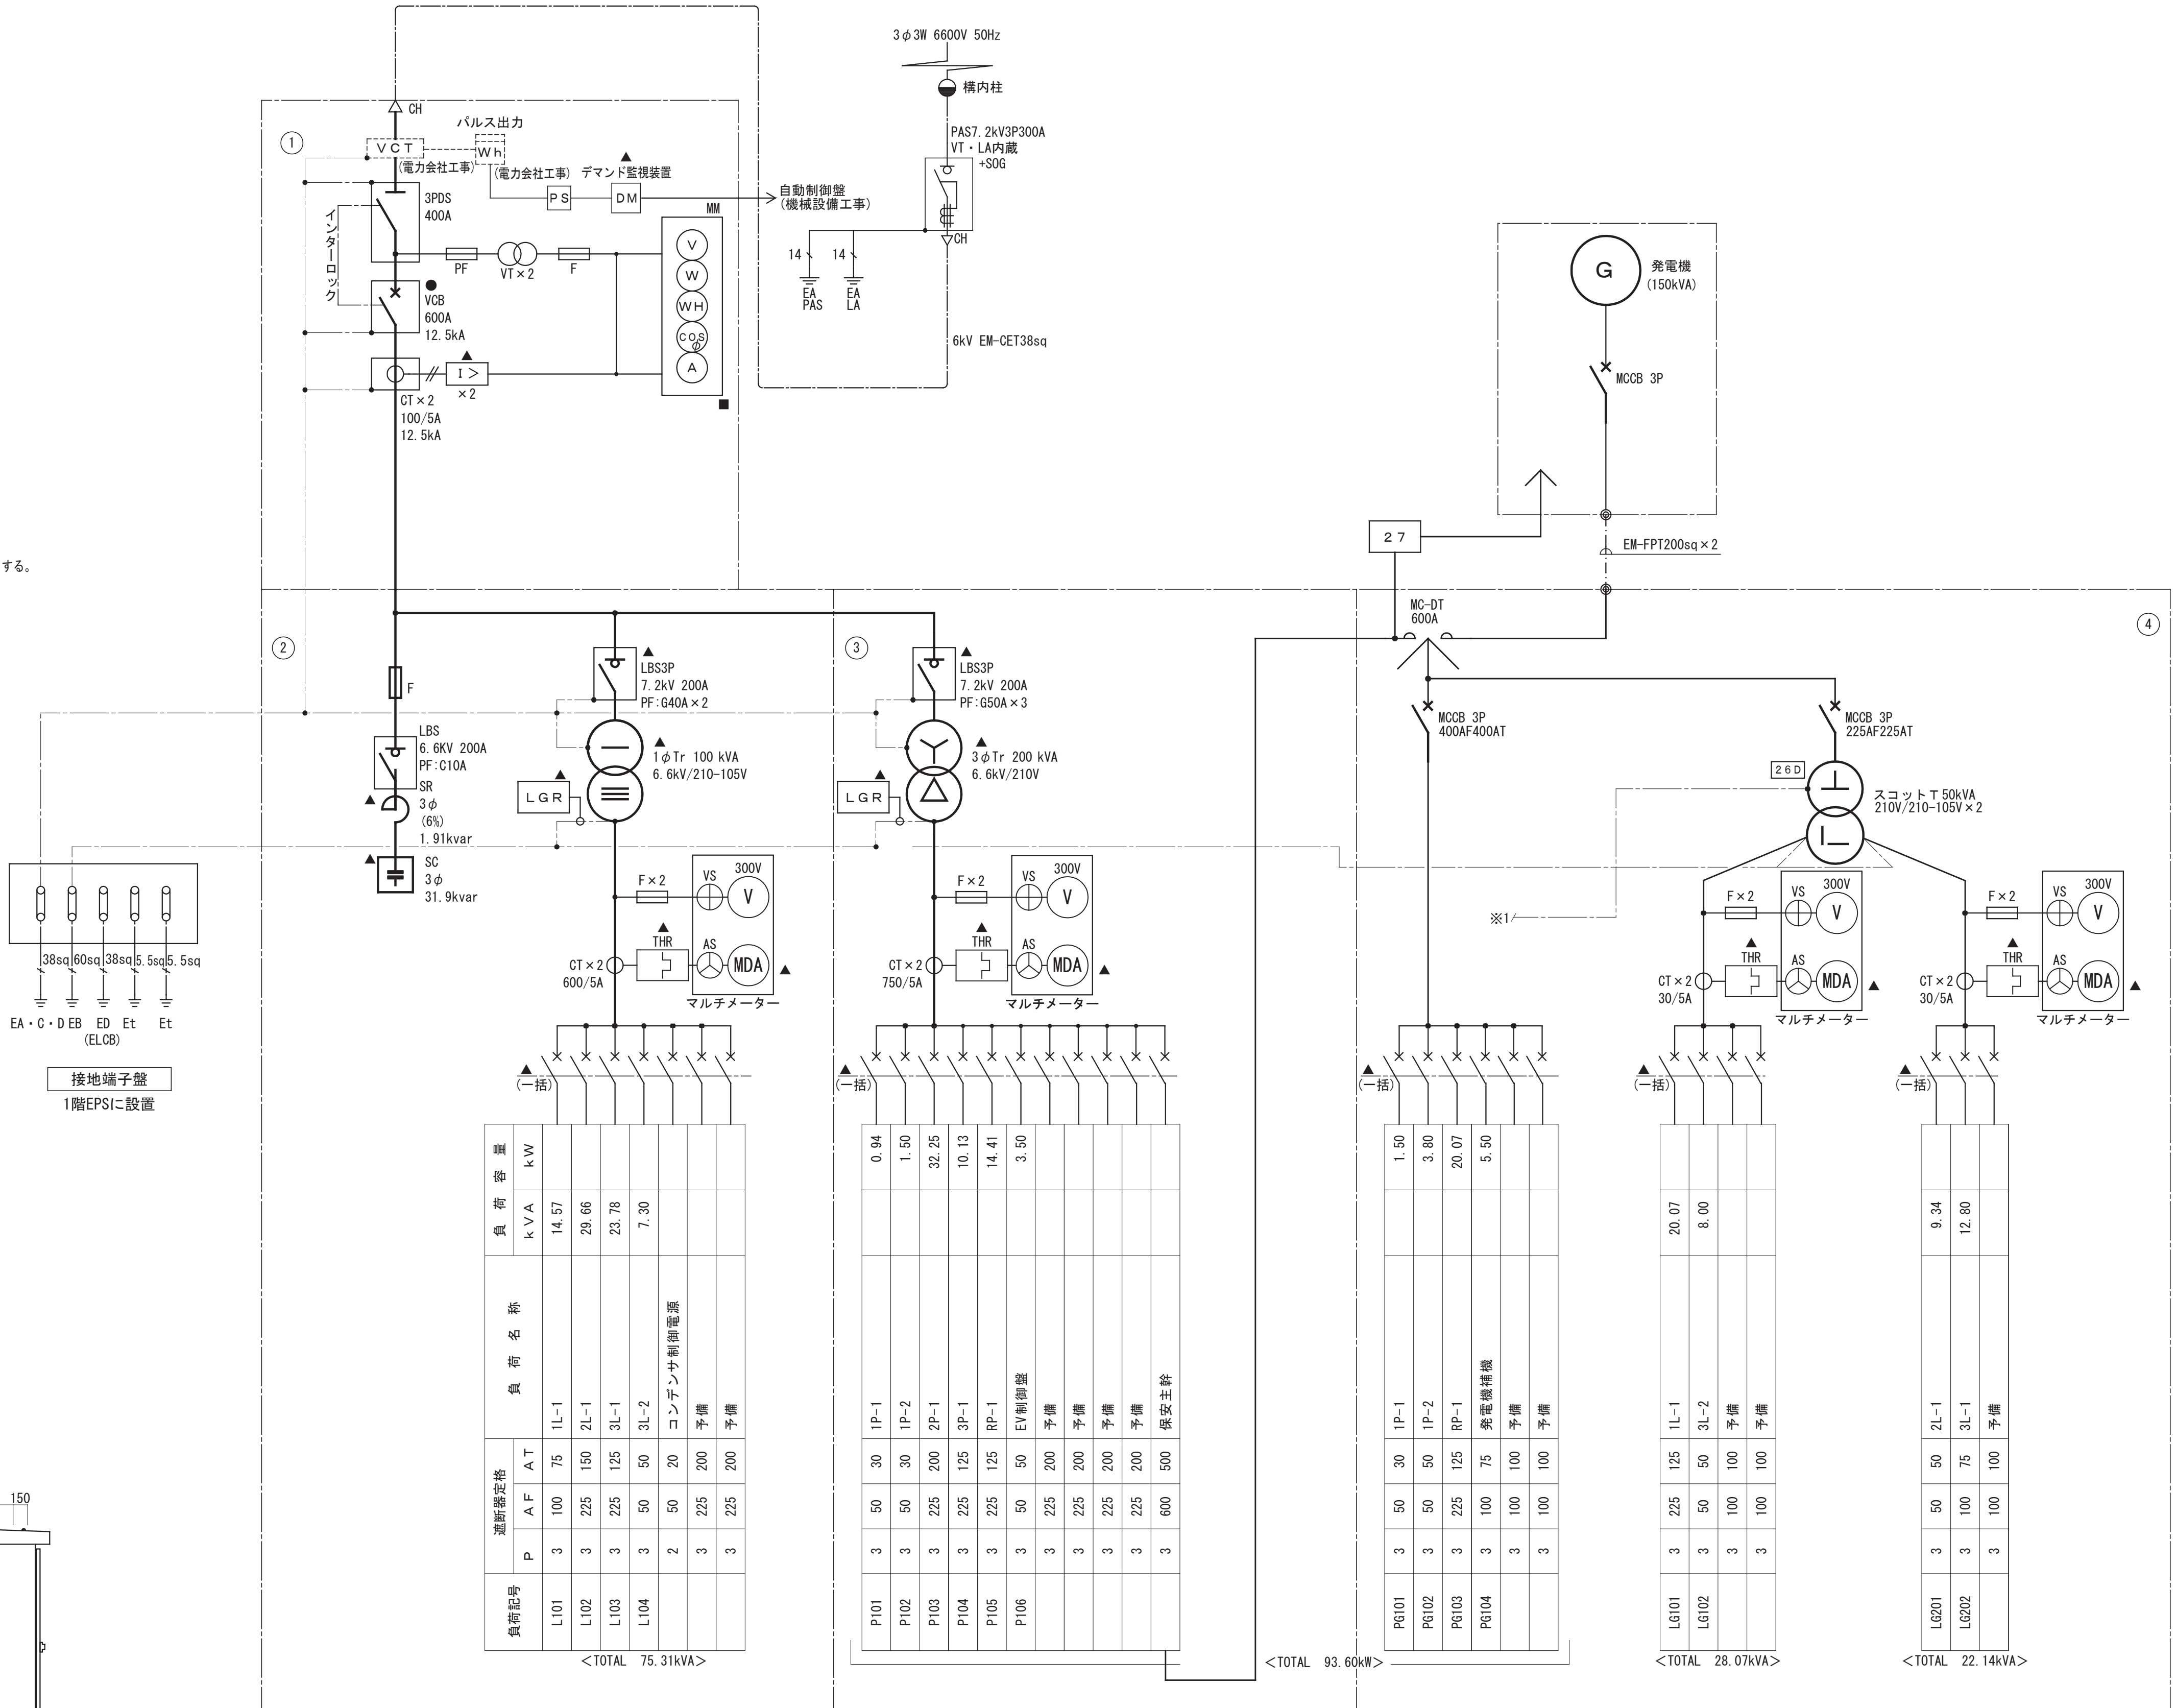 3φ3W 6600V 50Hz
構内柱
PAS7.2kV3P300A
VT・LA内蔵
+SOG
CH
14
14
EA
PAS
EA
LA
6kV EM-CET38sq
CH
①
パルス出力
VCT
Wh
(電力会社工事)
(電力会社工事)
デマンド監視装置
PS
DM
自動制御盤
(機械設備工事)
3PDS
400A
インターロック
MM
PF
VT×2
F
V
W
WH
COSφ
A
VCB
600A
12.5kA
I>
×2
CT×2
100/5A
12.5kA
G
発電機
(150kVA)
MCCB 3P
27
EM-FPT200sq×2
する。
MC-DT
600A
②
③
④
F
LBS3P
7.2kV 200A
PF:G40A×2
LBS3P
7.2kV 200A
PF:G50A×3
MCCB 3P
400AF400AT
MCCB 3P
225AF225AT
LBS
6.6KV 200A
PF:C10A
SR
3φ
(6%)
1.91kvar
SC
3φ
31.9kvar
1φTr 100 kVA
6.6kV/210-105V
LGR
3φTr 200 kVA
6.6kV/210V
LGR
26D
スコットT 50kVA
210V/210-105V×2
※1
F×2
VS
300V
V
THR
AS
MDA
CT×2
600/5A
マルチメーター
F×2
VS
300V
V
THR
AS
MDA
CT×2
750/5A
マルチメーター
F×2
VS
300V
V
THR
AS
MDA
CT×2
30/5A
マルチメーター
F×2
VS
300V
V
THR
AS
MDA
CT×2
30/5A
マルチメーター
38sq 60sq 38sq 5.5sq 5.5sq
EA・C・D EB ED Et Et
(ELCB)
接地端子盤
1階EPSに設置
150
(一括)
(一括)
(一括)
(一括)
(一括)
負荷記号 遮断器定格 負荷名称 負荷容量
P AF AT kVA kW
L101 3 100 75 1L-1 14.57
L102 3 225 150 2L-1 29.66
L103 3 225 125 3L-1 23.78
L104 3 50 50 3L-2 7.30
2 50 20 コンデンサ制御電源
3 225 200 予備
3 225 200 予備
<TOTAL 75.31kVA>
P101 3 50 30 1P-1 0.94
P102 3 50 30 1P-2 1.50
P103 3 225 200 2P-1 32.25
P104 3 225 125 3P-1 10.13
P105 3 225 125 RP-1 14.41
P106 3 50 50 EV制御盤 3.50
3 225 200 予備
3 225 200 予備
3 225 200 予備
3 225 200 予備
3 600 500 保安主幹
<TOTAL 93.60kW>
PG101 3 50 30 1P-1 1.50
PG102 3 50 50 1P-2 3.80
PG103 3 225 125 RP-1 20.07
PG104 3 100 75 発電機補機 5.50
3 100 100 予備
3 100 100 予備
LG101 3 225 125 1L-1 20.07
LG102 3 50 50 3L-2 8.00
3 100 100 予備
3 100 100 予備
<TOTAL 28.07kVA>
LG201 3 50 50 2L-1 9.34
LG202 3 100 75 3L-1 12.80
3 100 100 予備
<TOTAL 22.14kVA>